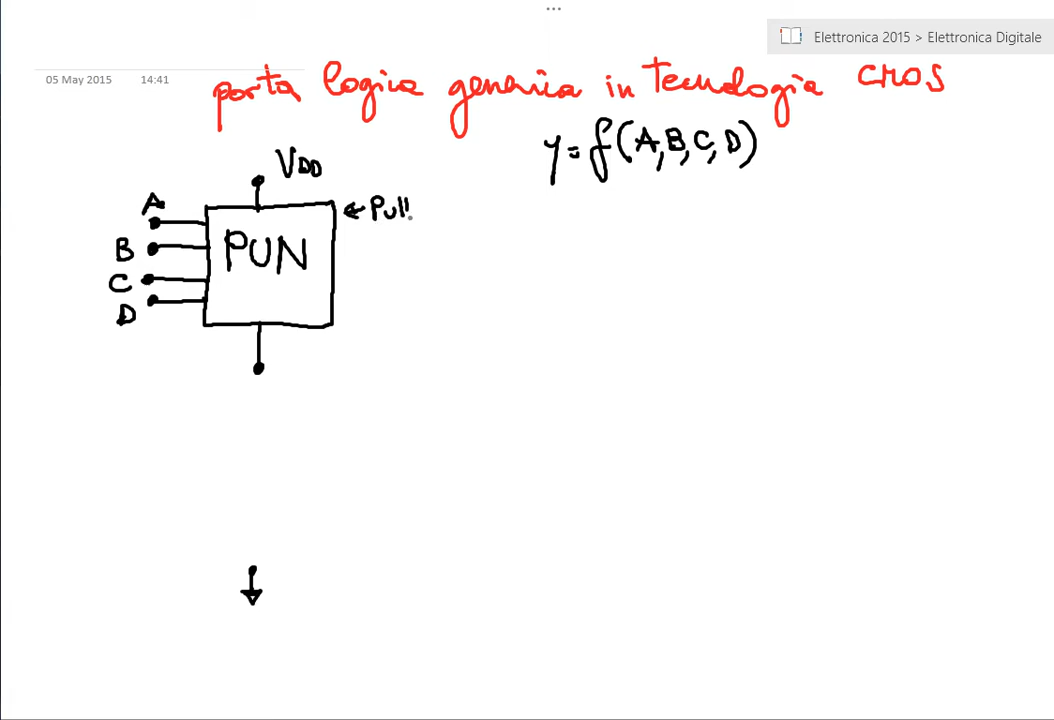 Elettronica 2015 > Elettronica Digitale
05 May 2015 14:41
porta logica generica in tecnologia CMOS
y=f(A,B,C,D)
VDD
A
← Pull
PUN
B
C
D